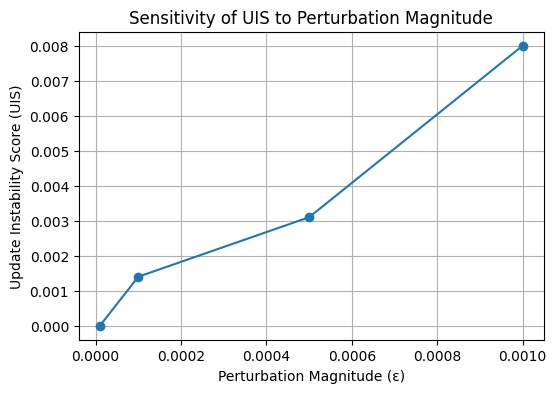 Sensitivity of UIS to Perturbation Magnitude
Update Instability Score (UIS)
0.008
0.007
0.006
0.005
0.004
0.003
0.002
0.001
0.000
0.0000 0.0002 0.0004 0.0006 0.0008 0.0010
Perturbation Magnitude (ε)